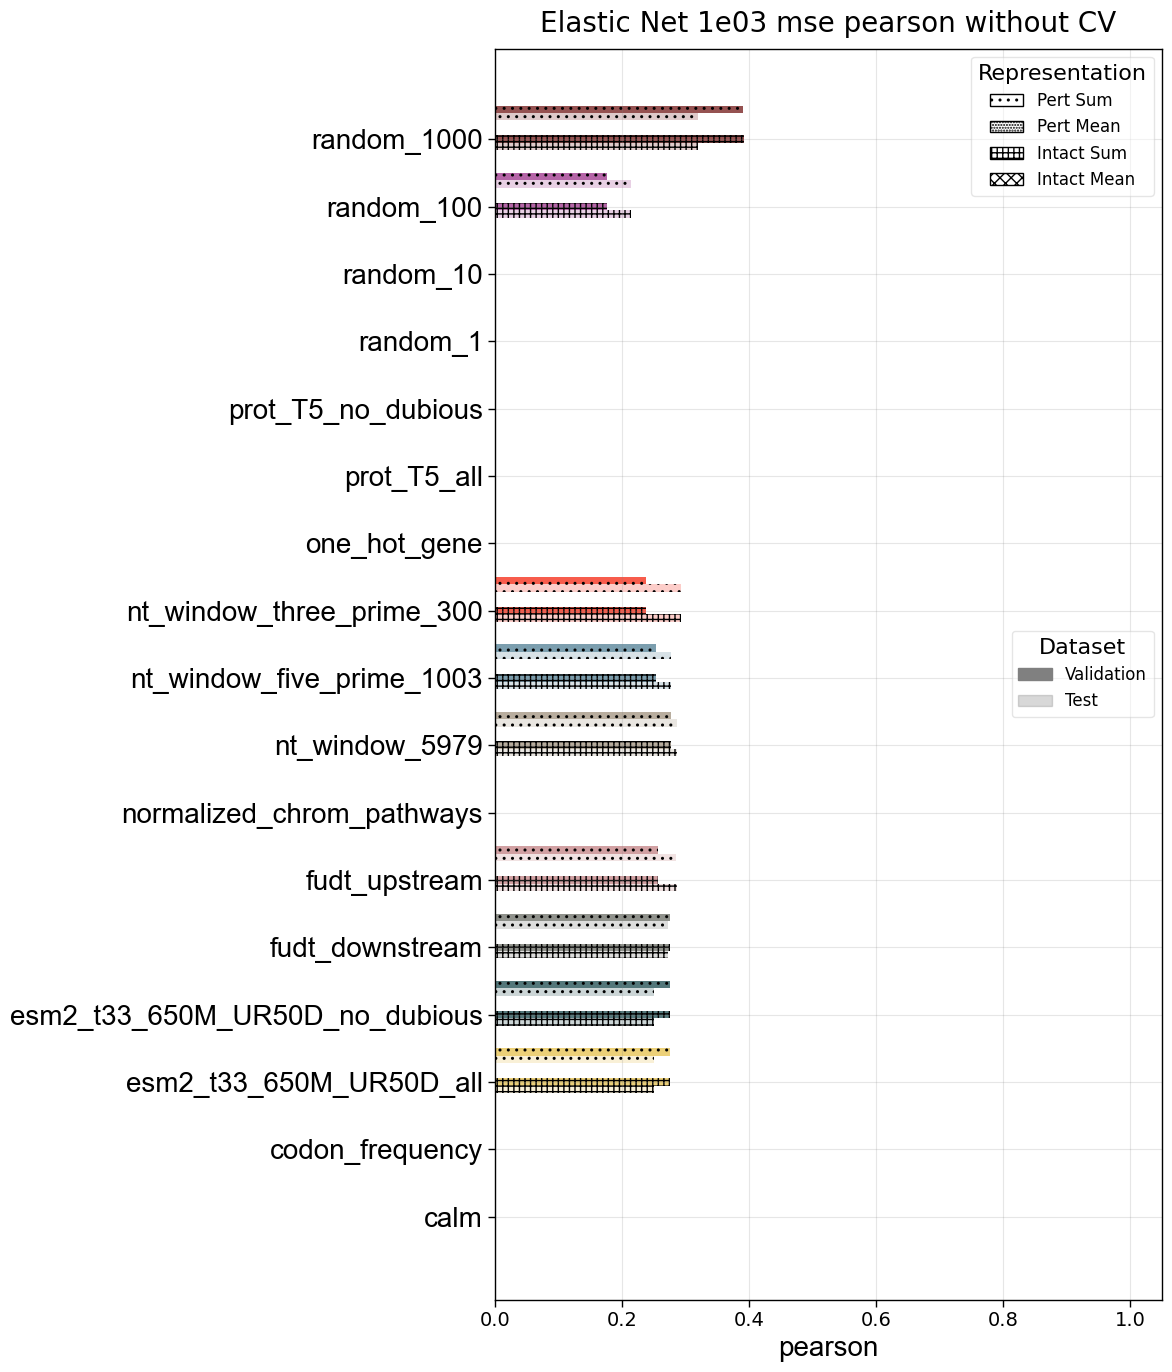 Elastic Net 1e03 mse pearson without CV
Representation
Pert Sum
Pert Mean
Intact Sum
Intact Mean
random_1000
random_100
random_10
random_1
prot_T5_no_dubious
prot_T5_all
one_hot_gene
nt_window_three_prime_300
nt_window_five_prime_1003
nt_window_5979
normalized_chrom_pathways
fudt_upstream
fudt_downstream
esm2_t33_650M_UR50D_no_dubious
esm2_t33_650M_UR50D_all
codon_frequency
calm
Dataset
Validation
Test
0.0 0.2 0.4 0.6 0.8 1.0
pearson